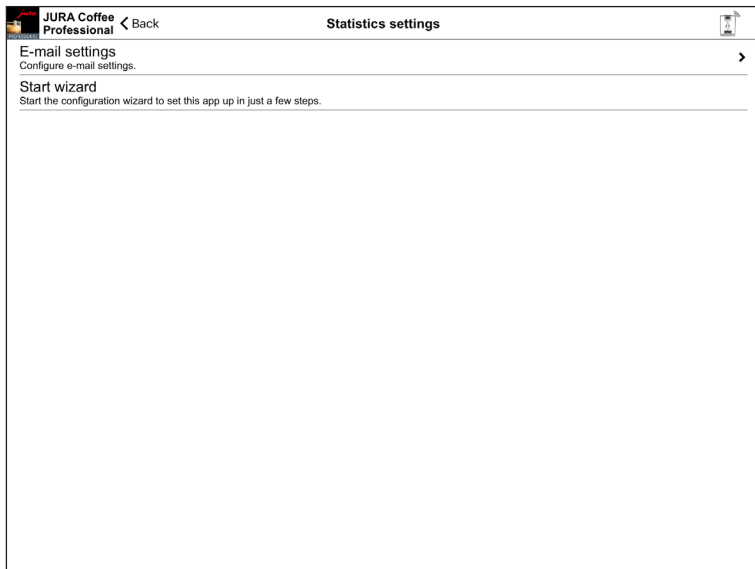 jura
JURA Coffee
Professional
Back
Statistics settings
E-mail settings
Configure e-mail settings.
Start wizard
Start the configuration wizard to set this app up in just a few steps.